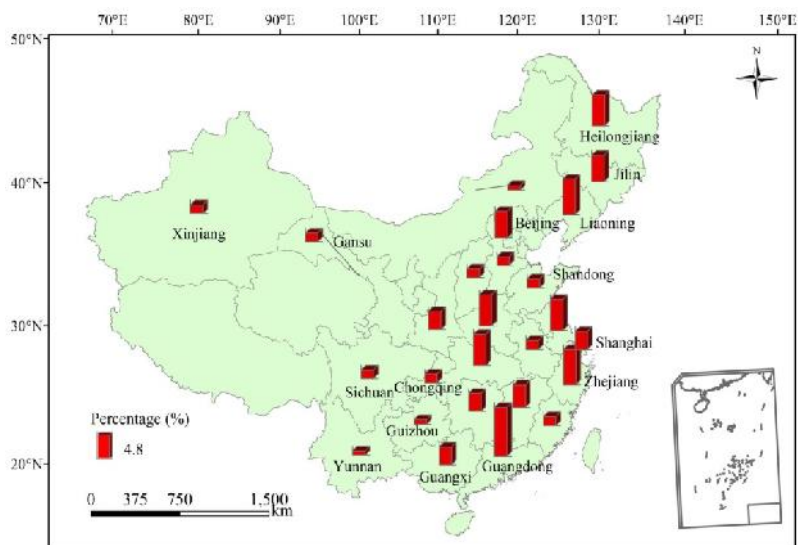 70°E 80°E 100°E 110°E 120°E 130°E 140°E 150°E
50°N
N
Heilongjiang
Jilin
40°N
Beijing
Liaoning
Xinjiang
Gansu
Shandong
30°N
Shanghai
Zhejiang
Sichuan
Chongqing
Percentage (%)
4.8
Guizhou
Yunnan
Guangxi
Guangdong
20°N
0 375 750 1,500
km